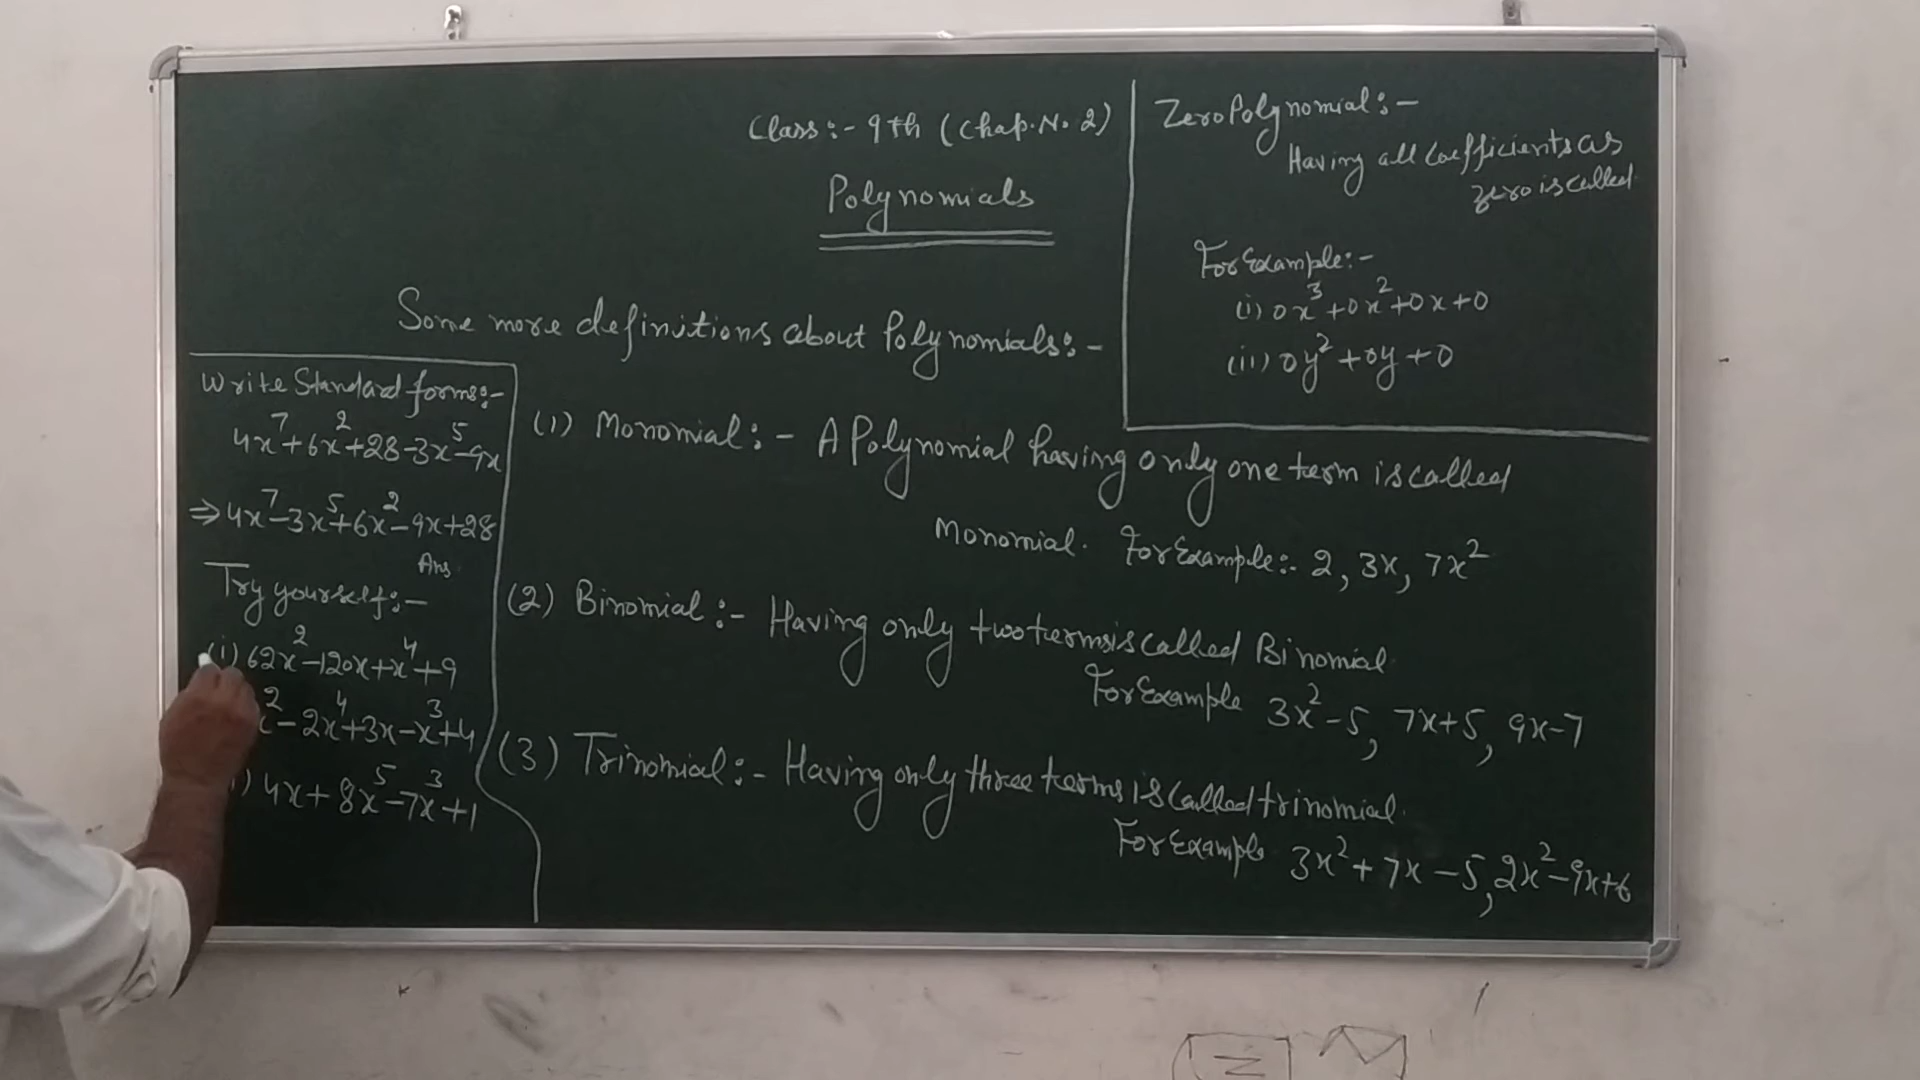 Class:- 9th (Chap. No. 2)
Polynomials
Some more definitions about Polynomials:-
Zero Polynomial:-
Having all coefficients as
zero is called
For Example:-
(i) 0x³+0x²+0x+0
(ii) 0y²+0y+0
Write Standard forms:-
4x⁷+6x²+28-3x⁵-9x
⇒4x⁷-3x⁵+6x²-9x+28
Ans.
Try yourself:-
(i) 62x²-120x+x⁴+9
x²-2x⁴+3x-x³+4
) 4x+8x⁵-7x³+1
(1) Monomial:- A Polynomial having only one term is called
Monomial. For Example:- 2, 3x, 7x²
(2) Binomial:- Having only two terms is called Binomial
For Example 3x²-5, 7x+5, 9x-7
(3) Trinomial:- Having only three terms is called trinomial.
For Example 3x²+7x-5, 2x²-9x+6